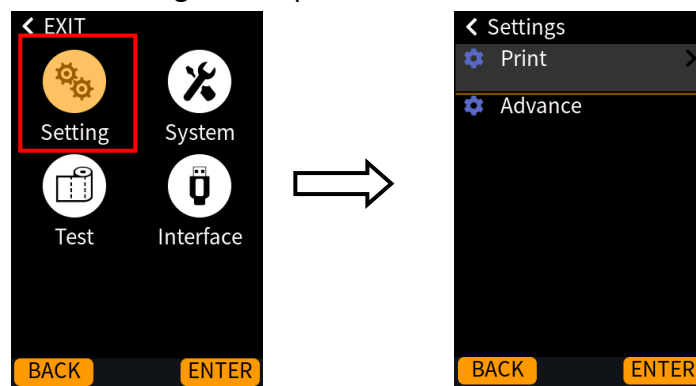 EXIT
Setting System
Test Interface
BACK ENTER
Settings
Print
Advance
BACK ENTER